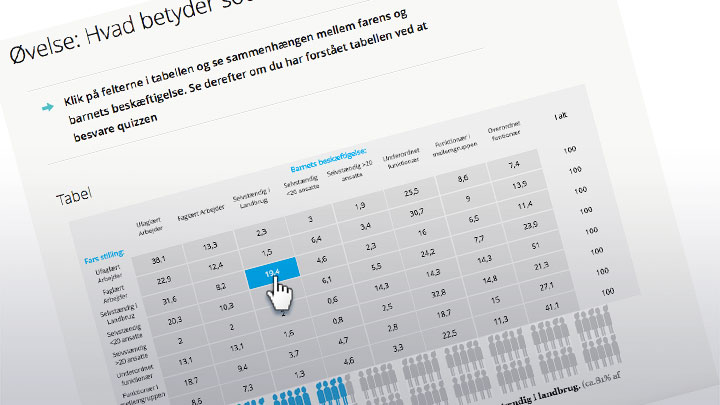 Øvelse: Hvad betyder so
Klik på felterne i tabellen og se sammenhængen mellem farens og
barnets beskæftigelse. Se derefter om du har forstået tabellen ved at
besvare quizzen
Tabel
Barnets beskæftigelse:
Fars stilling:
Ufaglært Arbejder Faglært Arbejder Selvstændig i Landbrug Selvstændig <20 ansatte Selvstændig >20 ansatte Underordnet funktionær Funktionær i mellemgruppen Overordnet funktionær I alt
Ufaglært Arbejder 38,1 13,3 2,3 3 1,9 25,5 8,6 7,4 100
Faglært Arbejder 22,9 12,4 1,5 6,4 3,4 30,7 9 13,9 100
Selvstændig i Landbrug 31,6 8,2 19,4 4,6 2,3 16 6,5 11,4 100
Selvstændig <20 ansatte 20,3 10,3 2 6,1 5,5 24,2 7,7 23,9 100
Selvstændig >20 ansatte 2 2 0,6 14,3 14,3 14,3 51 100
Underordnet funktionær 13,1 13,1 1,6 0,8 2,5 32,8 14,8 21,3 100
Funktionær i mellemgruppen 18,7 9,4 3,7 4,7 2,8 18,7 15 27,1 100
8,6 7,3 1,3 4,6 3,3 22,5 11,3 41,1 100
ndig i landbrug. (ca.81% af